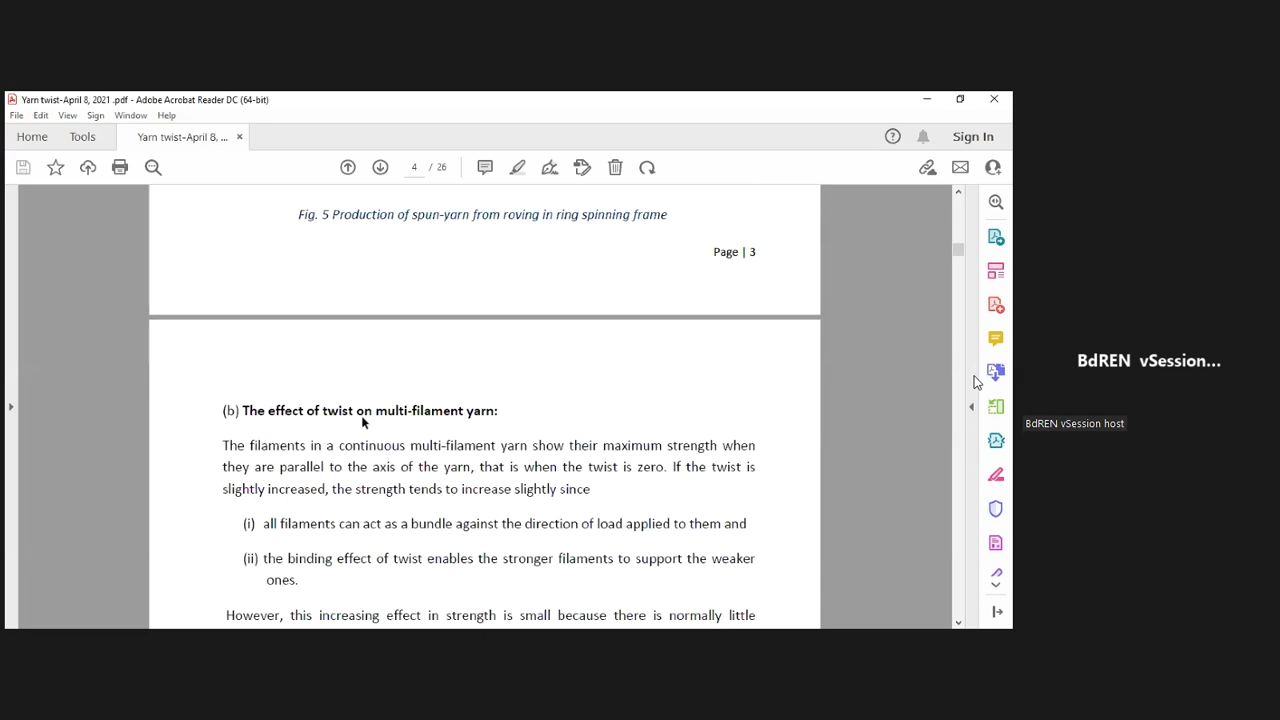 Yarn twist-April 8, 2021 .pdf - Adobe Acrobat Reader DC (64-bit)
File Edit View Sign Window Help
Home Tools Yarn twist-April 8, ... × Sign In
4 / 26
Fig. 5 Production of spun-yarn from roving in ring spinning frame
Page | 3
(b) The effect of twist on multi-filament yarn:
The filaments in a continuous multi-filament yarn show their maximum strength when
they are parallel to the axis of the yarn, that is when the twist is zero. If the twist is
slightly increased, the strength tends to increase slightly since
(i) all filaments can act as a bundle against the direction of load applied to them and
(ii) the binding effect of twist enables the stronger filaments to support the weaker
ones.
However, this increasing effect in strength is small because there is normally little
BdREN vSession...
BdREN vSession host